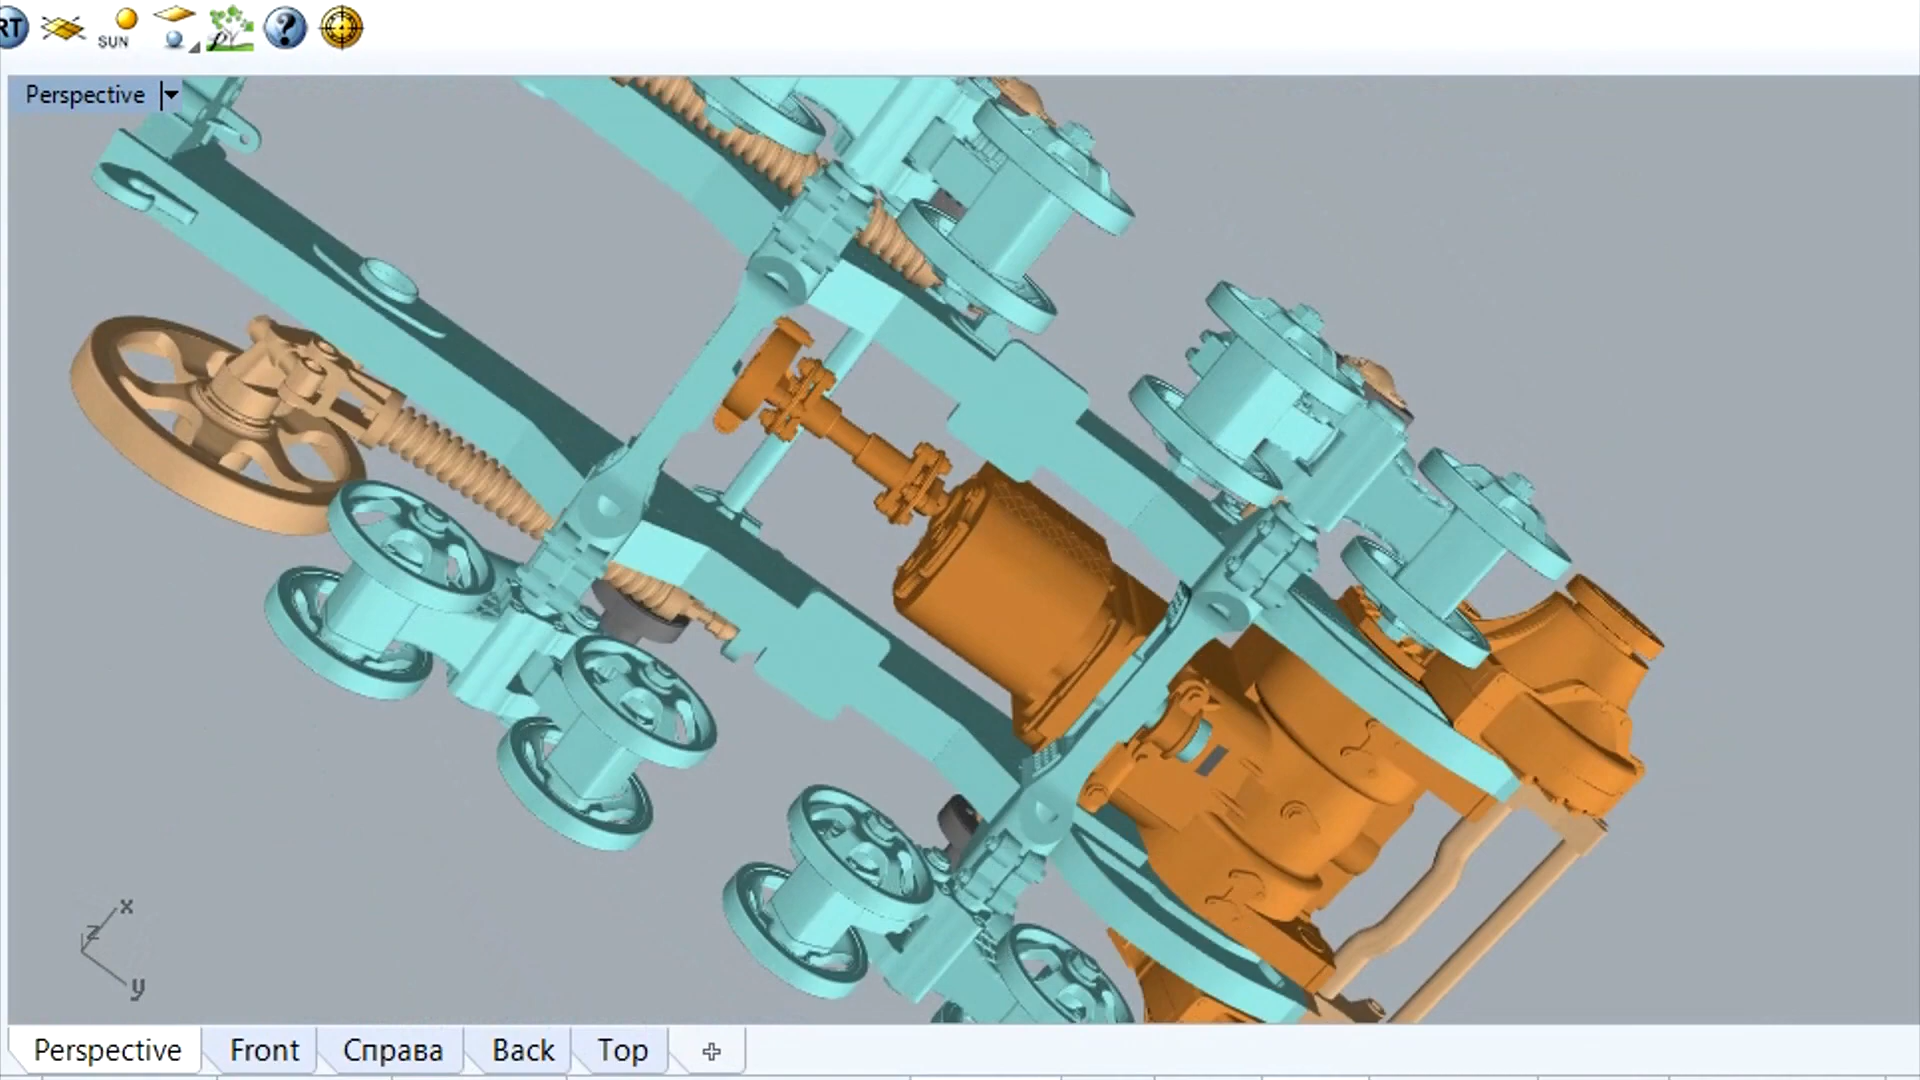 RT
SUN
?
Perspective
x
z
y
Perspective Front Справа Back Top